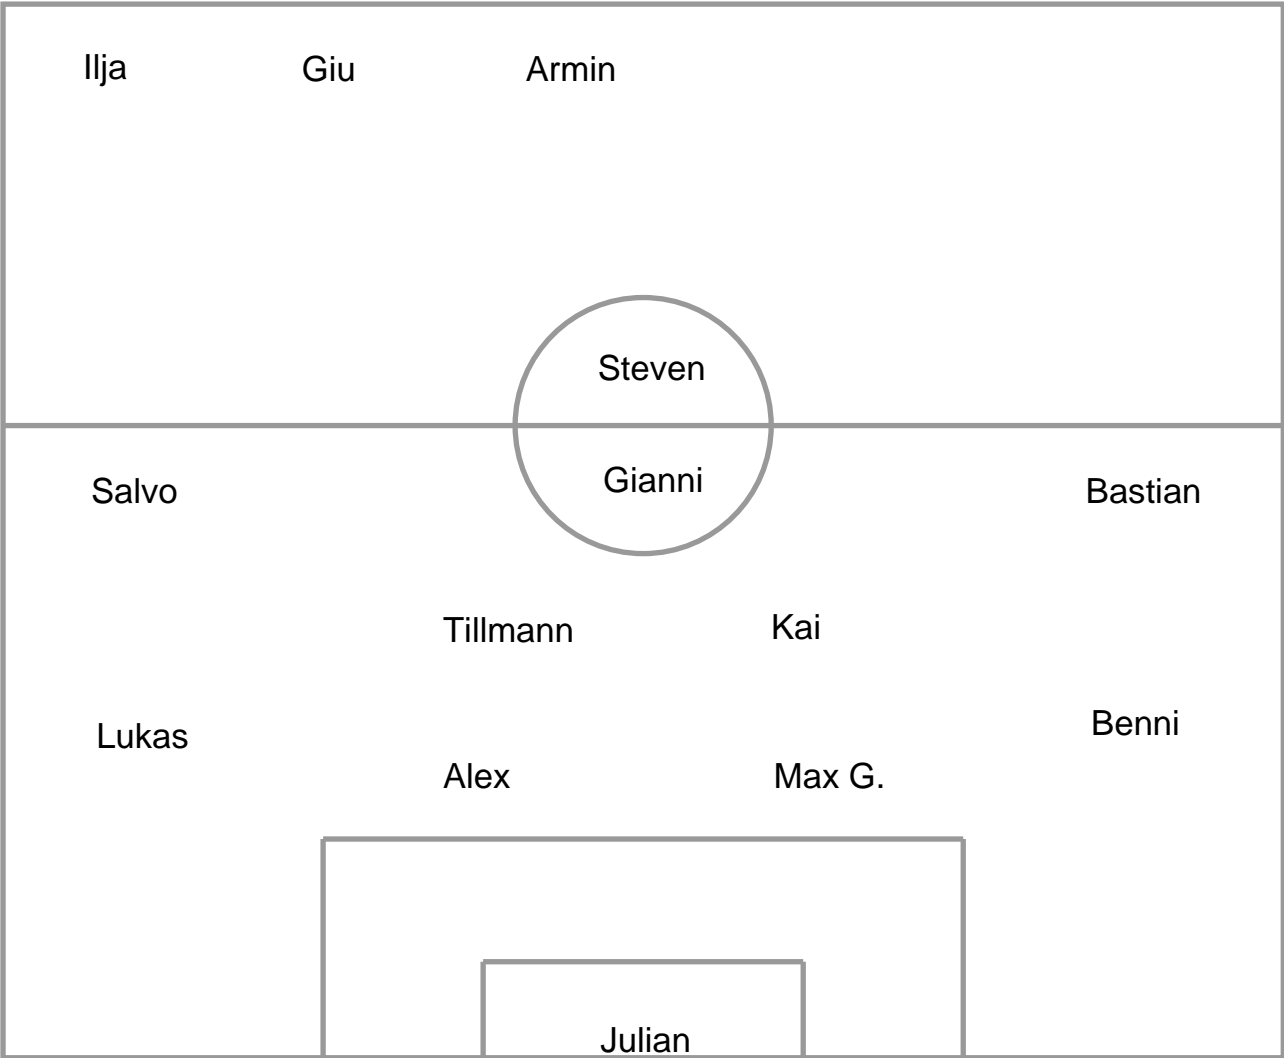 Ilja Giu Armin
Steven
Salvo Gianni Bastian
Tillmann Kai
Lukas Benni
Alex Max G.
Julian